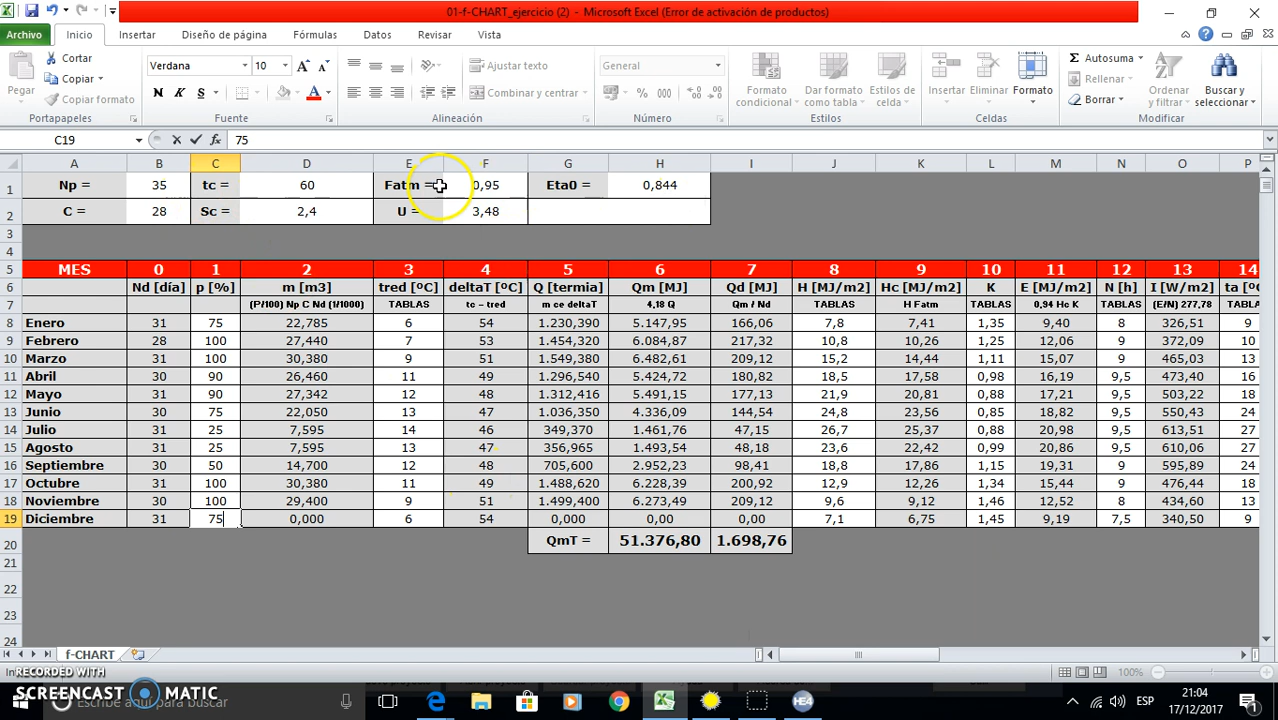 01-f-CHART_ejercicio (2) - Microsoft Excel (Error de activación de productos)
Archivo Inicio Insertar Diseño de página Fórmulas Datos Revisar Vista
Pegar
Cortar
Copiar
Copiar formato
Portapapeles
Verdana 10
N K S
Fuente
Ajustar texto
Combinar y centrar
Alineación
General
% 000
Número
Formato condicional
Dar formato como tabla
Estilos de celda
Estilos
Insertar Eliminar Formato
Celdas
Autosuma
Rellenar
Borrar
Ordenar y filtrar
Buscar y seleccionar
Modificar
C19 fx 75
A B C D E F G H I J K L M N O P
1 Np = 35 tc = 60 Fatm = 0,95 Eta0 = 0,844
2 C = 28 Sc = 2,4 U = 3,48
3
4
5 MES 0 1 2 3 4 5 6 7 8 9 10 11 12 13 14
6 Nd [día] p [%] m [m3] tred [ºC] deltaT [ºC] Q [termia] Qm [MJ] Qd [MJ] H [MJ/m2] Hc [MJ/m2] K E [MJ/m2] N [h] I [W/m2] ta [ºC
7 (P/100) Np C Nd (1/1000) TABLAS tc - tred m ce deltaT 4,18 Q Qm / Nd TABLAS H Fatm TABLAS 0,94 Hc K TABLAS (E/N) 277,78 TABLA
8 Enero 31 75 22,785 6 54 1.230,390 5.147,95 166,06 7,8 7,41 1,35 9,40 8 326,51 9
9 Febrero 28 100 27,440 7 53 1.454,320 6.084,87 217,32 10,8 10,26 1,25 12,06 9 372,09 10
10 Marzo 31 100 30,380 9 51 1.549,380 6.482,61 209,12 15,2 14,44 1,11 15,07 9 465,03 13
11 Abril 30 90 26,460 11 49 1.296,540 5.424,72 180,82 18,5 17,58 0,98 16,19 9,5 473,40 16
12 Mayo 31 90 27,342 12 48 1.312,416 5.491,15 177,13 21,9 20,81 0,88 17,21 9,5 503,22 18
13 Junio 30 75 22,050 13 47 1.036,350 4.336,09 144,54 24,8 23,56 0,85 18,82 9,5 550,43 24
14 Julio 31 25 7,595 14 46 349,370 1.461,76 47,15 26,7 25,37 0,88 20,98 9,5 613,51 27
15 Agosto 31 25 7,595 13 47 356,965 1.493,54 48,18 23,6 22,42 0,99 20,86 9,5 610,06 27
16 Septiembre 30 50 14,700 12 48 705,600 2.952,23 98,41 18,8 17,86 1,15 19,31 9 595,89 24
17 Octubre 31 100 30,380 11 49 1.488,620 6.228,39 200,92 12,9 12,26 1,34 15,44 9 476,44 18
18 Noviembre 30 100 29,400 9 51 1.499,400 6.273,49 209,12 9,6 9,12 1,46 12,52 8 434,60 13
19 Diciembre 31 75 0,000 6 54 0,000 0,00 0,00 7,1 6,75 1,45 9,19 7,5 340,50 9
20 QmT = 51.376,80 1.698,76
21
22
23
24
f-CHART
100%
RECORDED WITH
SCREENCAST MATIC
Escribe aquí para buscar
ESP
21:04
17/12/2017
HE4